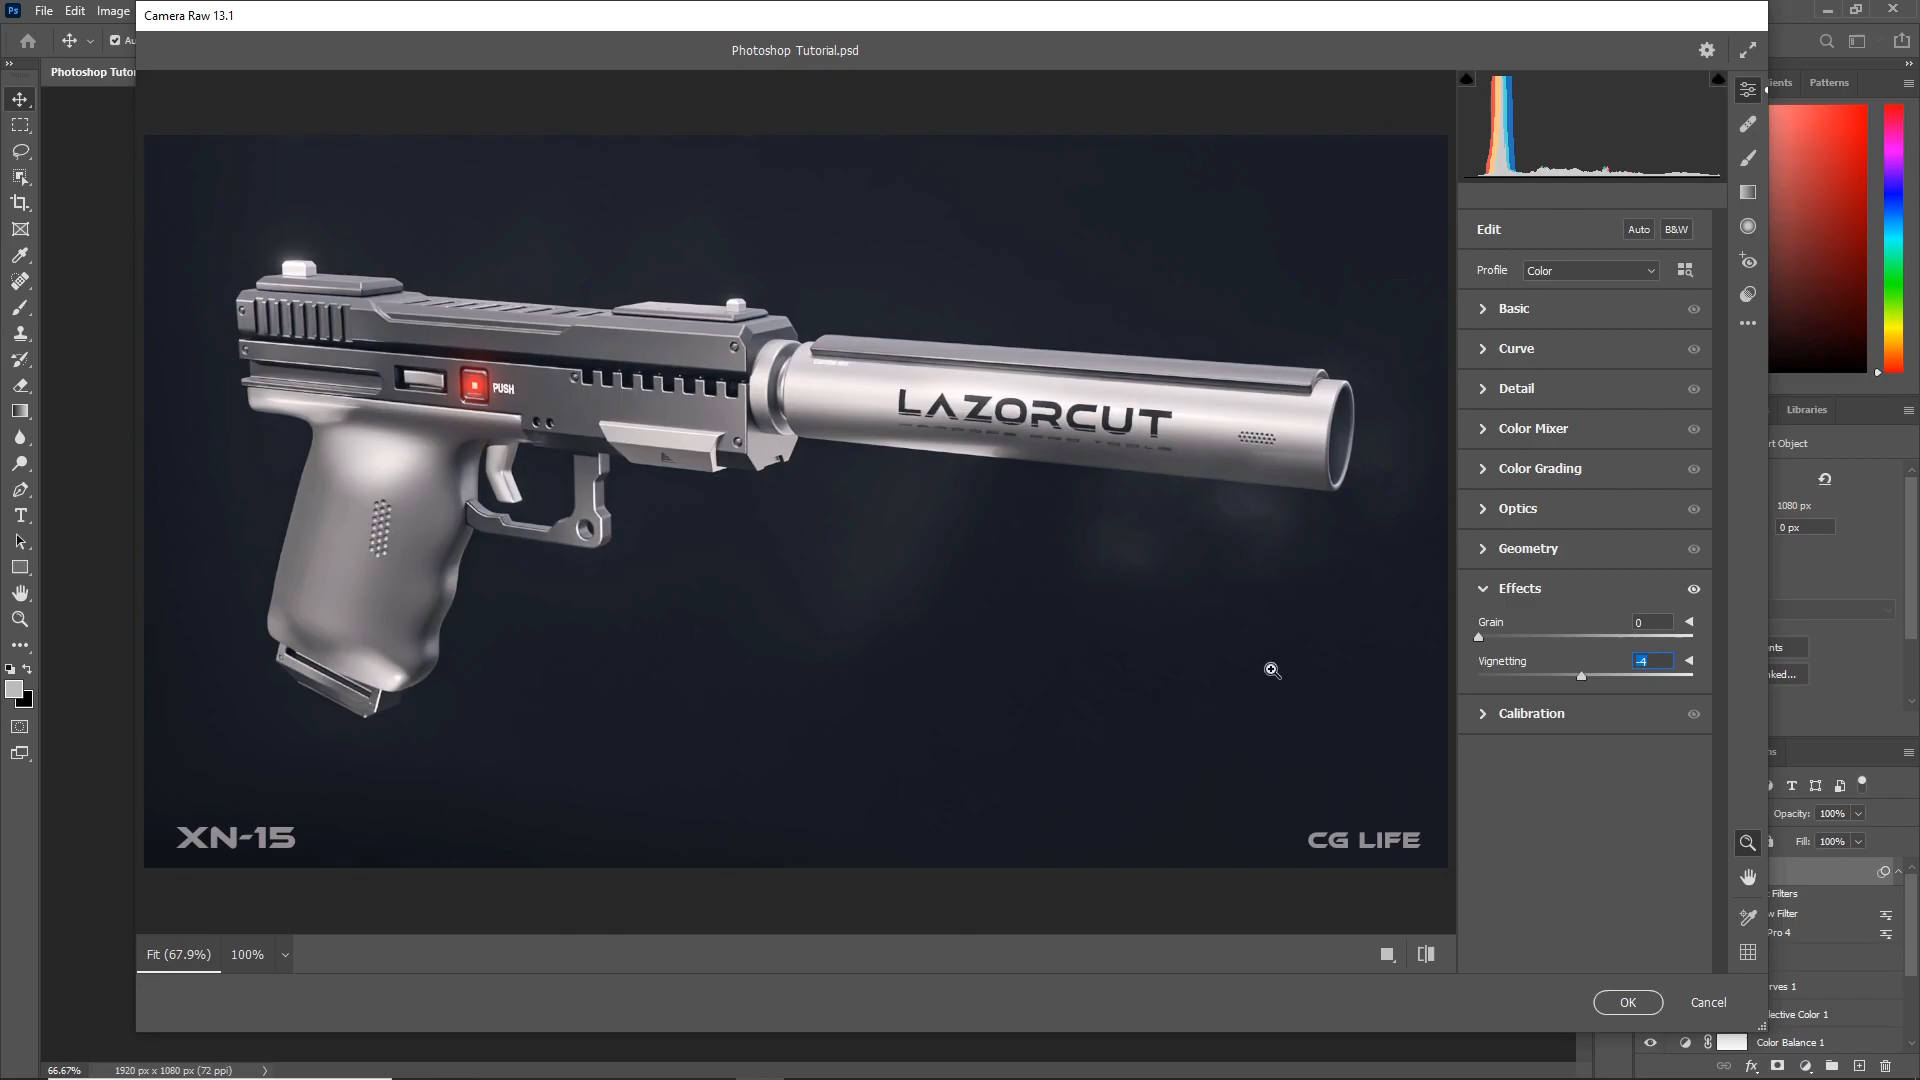 Camera Raw 13.1
File Edit Image
Photoshop Tutorial.psd
Photoshop Tutor
Patterns
Edit
Auto
B&W
Profile
Color
Basic
Curve
Detail
Color Mixer
Color Grading
Optics
Geometry
Effects
Grain
0
Vignetting
-4
Calibration
Libraries
1080 px
0 px
PUSH
LAZORCUT
XN-15
CG LIFE
Opacity: 100%
Fill: 100%
Filters
Filter
Pro 4
Color Balance 1
Fit (67.9%)
100%
OK
Cancel
66.67%
1920 px x 1080 px (72 ppi)